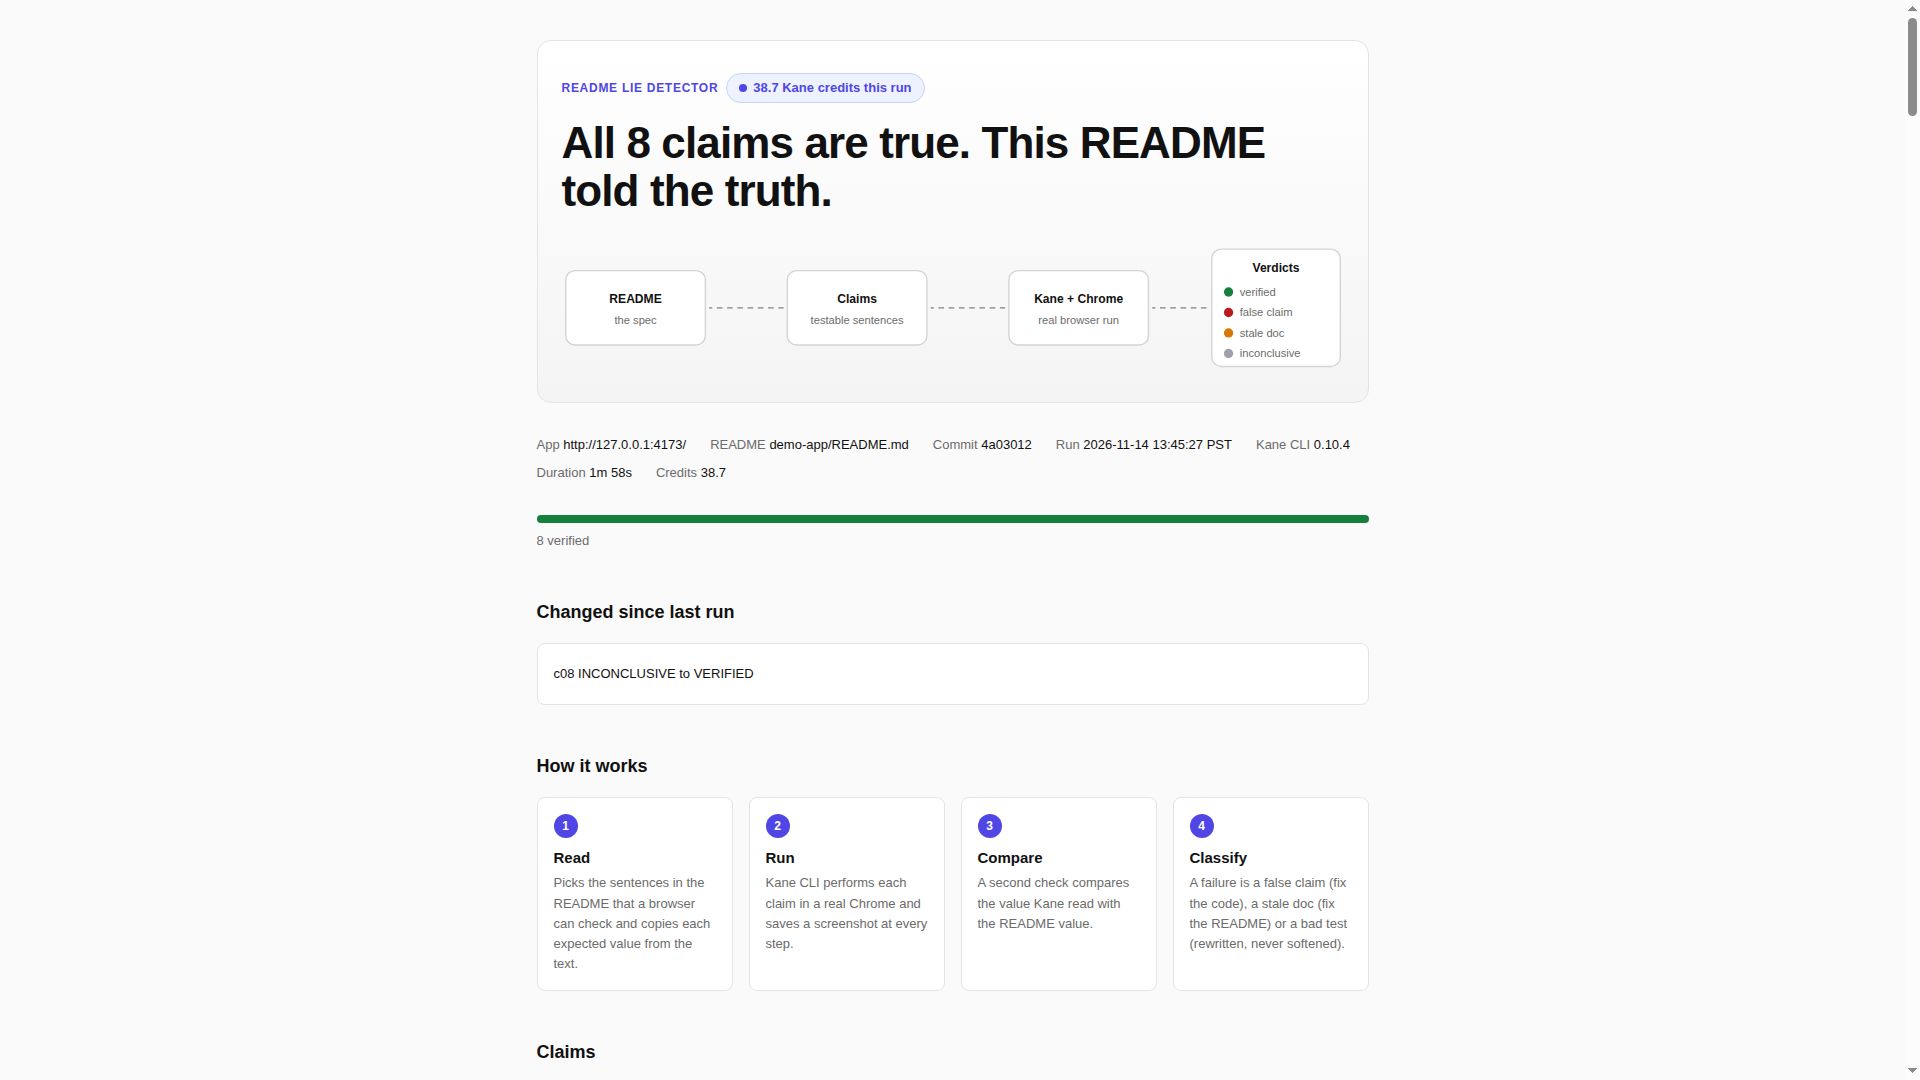 README LIE DETECTOR
38.7 Kane credits this run
All 8 claims are true. This README
told the truth.
README
the spec
Claims
testable sentences
Kane + Chrome
real browser run
Verdicts
verified
false claim
stale doc
inconclusive
App http://127.0.0.1:4173/ README demo-app/README.md Commit 4a03012 Run 2026-11-14 13:45:27 PST Kane CLI 0.10.4
Duration 1m 58s Credits 38.7
8 verified
Changed since last run
c08 INCONCLUSIVE to VERIFIED
How it works
1
Read
Picks the sentences in the
README that a browser
can check and copies each
expected value from the
text.
2
Run
Kane CLI performs each
claim in a real Chrome and
saves a screenshot at every
step.
3
Compare
A second check compares
the value Kane read with
the README value.
4
Classify
A failure is a false claim (fix
the code), a stale doc (fix
the README) or a bad test
(rewritten, never softened).
Claims